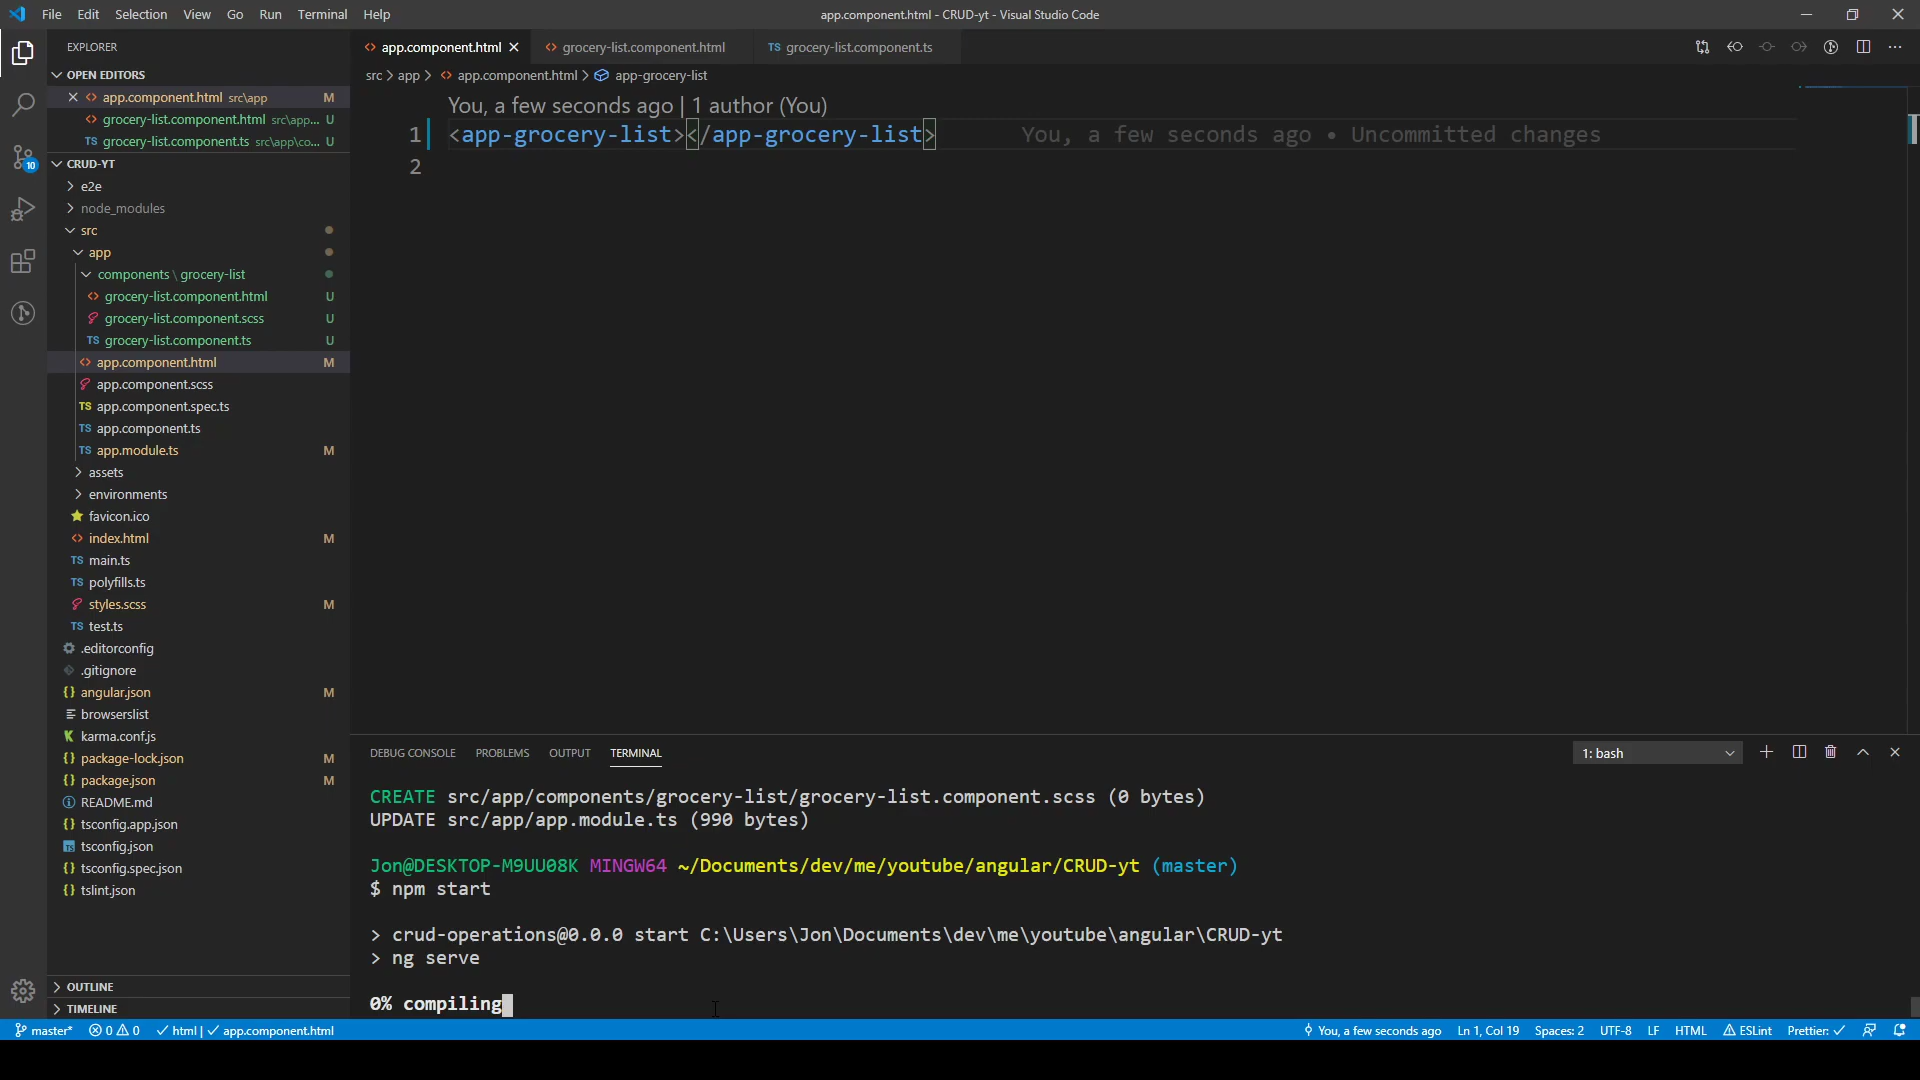 File Edit Selection View Go Run Terminal Help
app.component.html - CRUD-yt - Visual Studio Code
EXPLORER
OPEN EDITORS
app.component.html src\app M
grocery-list.component.html src\app... U
grocery-list.component.ts src\app\co... U
CRUD-YT
e2e
node_modules
src
app
components \ grocery-list
grocery-list.component.html U
grocery-list.component.scss U
TS grocery-list.component.ts U
app.component.html M
app.component.scss
TS app.component.spec.ts
TS app.component.ts
TS app.module.ts M
assets
environments
favicon.ico
index.html M
TS main.ts
TS polyfills.ts
styles.scss M
TS test.ts
.editorconfig
.gitignore
{} angular.json M
browserslist
karma.conf.js
{} package-lock.json M
{} package.json M
README.md
{} tsconfig.app.json
tsconfig.json
{} tsconfig.spec.json
{} tslint.json
OUTLINE
TIMELINE
10
app.component.html grocery-list.component.html TS grocery-list.component.ts
src > app > app.component.html > app-grocery-list
You, a few seconds ago | 1 author (You)
1 <app-grocery-list></app-grocery-list> You, a few seconds ago • Uncommitted changes
2
DEBUG CONSOLE PROBLEMS OUTPUT TERMINAL 1: bash
CREATE src/app/components/grocery-list/grocery-list.component.scss (0 bytes)
UPDATE src/app/app.module.ts (990 bytes)
Jon@DESKTOP-M9UU08K MINGW64 ~/Documents/dev/me/youtube/angular/CRUD-yt (master)
$ npm start
> crud-operations@0.0.0 start C:\Users\Jon\Documents\dev\me\youtube\angular\CRUD-yt
> ng serve
0% compiling
master* 0 0 html | app.component.html You, a few seconds ago Ln 1, Col 19 Spaces: 2 UTF-8 LF HTML ESLint Prettier: